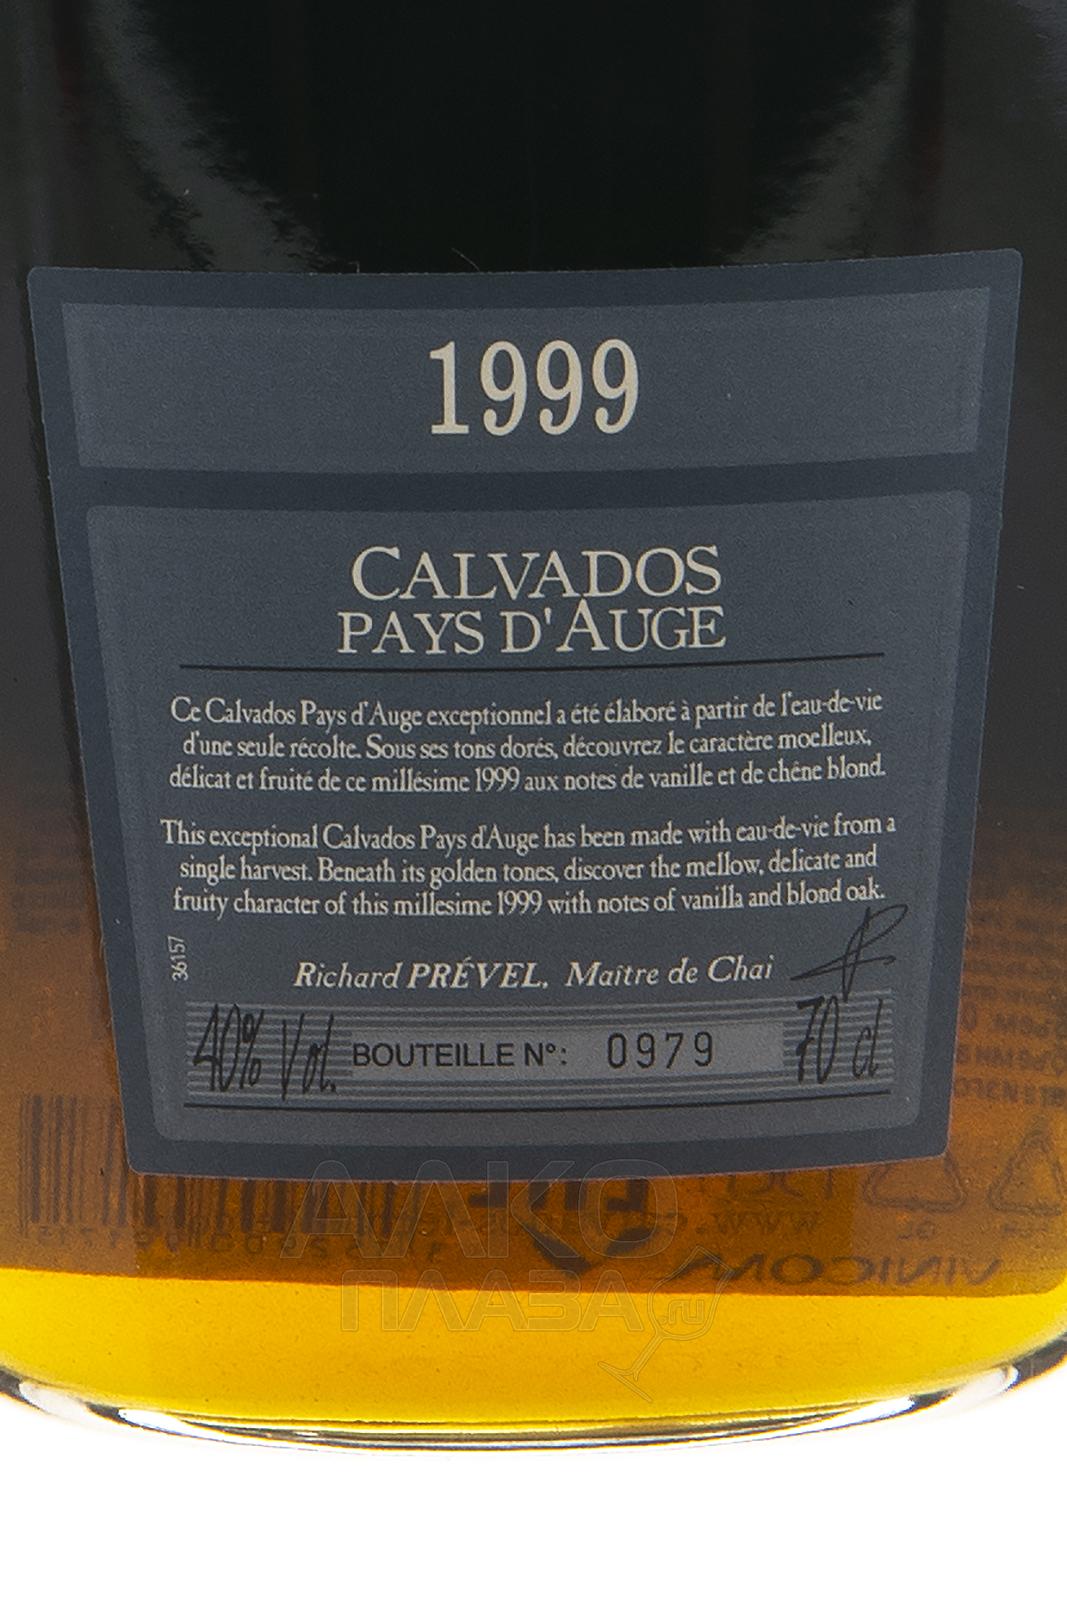 1999
CALVADOS
PAYS D'AUGE
Ce Calvados Pays d'Auge exceptionnel a été élaboré à partir de l'eau-de-vie
d'une seule récolte. Sous ses tons dorés, découvrez le caractère moelleux,
délicat et fruité de ce millésime 1999 aux notes de vanille et de chêne blond.
This exceptional Calvados Pays d'Auge has been made with eau-de-vie from a
single harvest. Beneath its golden tones, discover the mellow, delicate and
fruity character of this millesime 1999 with notes of vanilla and blond oak.
36157
Richard PRÉVEL, Maître de Chai
40% Vol. BOUTEILLE N°: 0979 70 cl
АЛКО
ПЛАЗА.ru
VINICOM